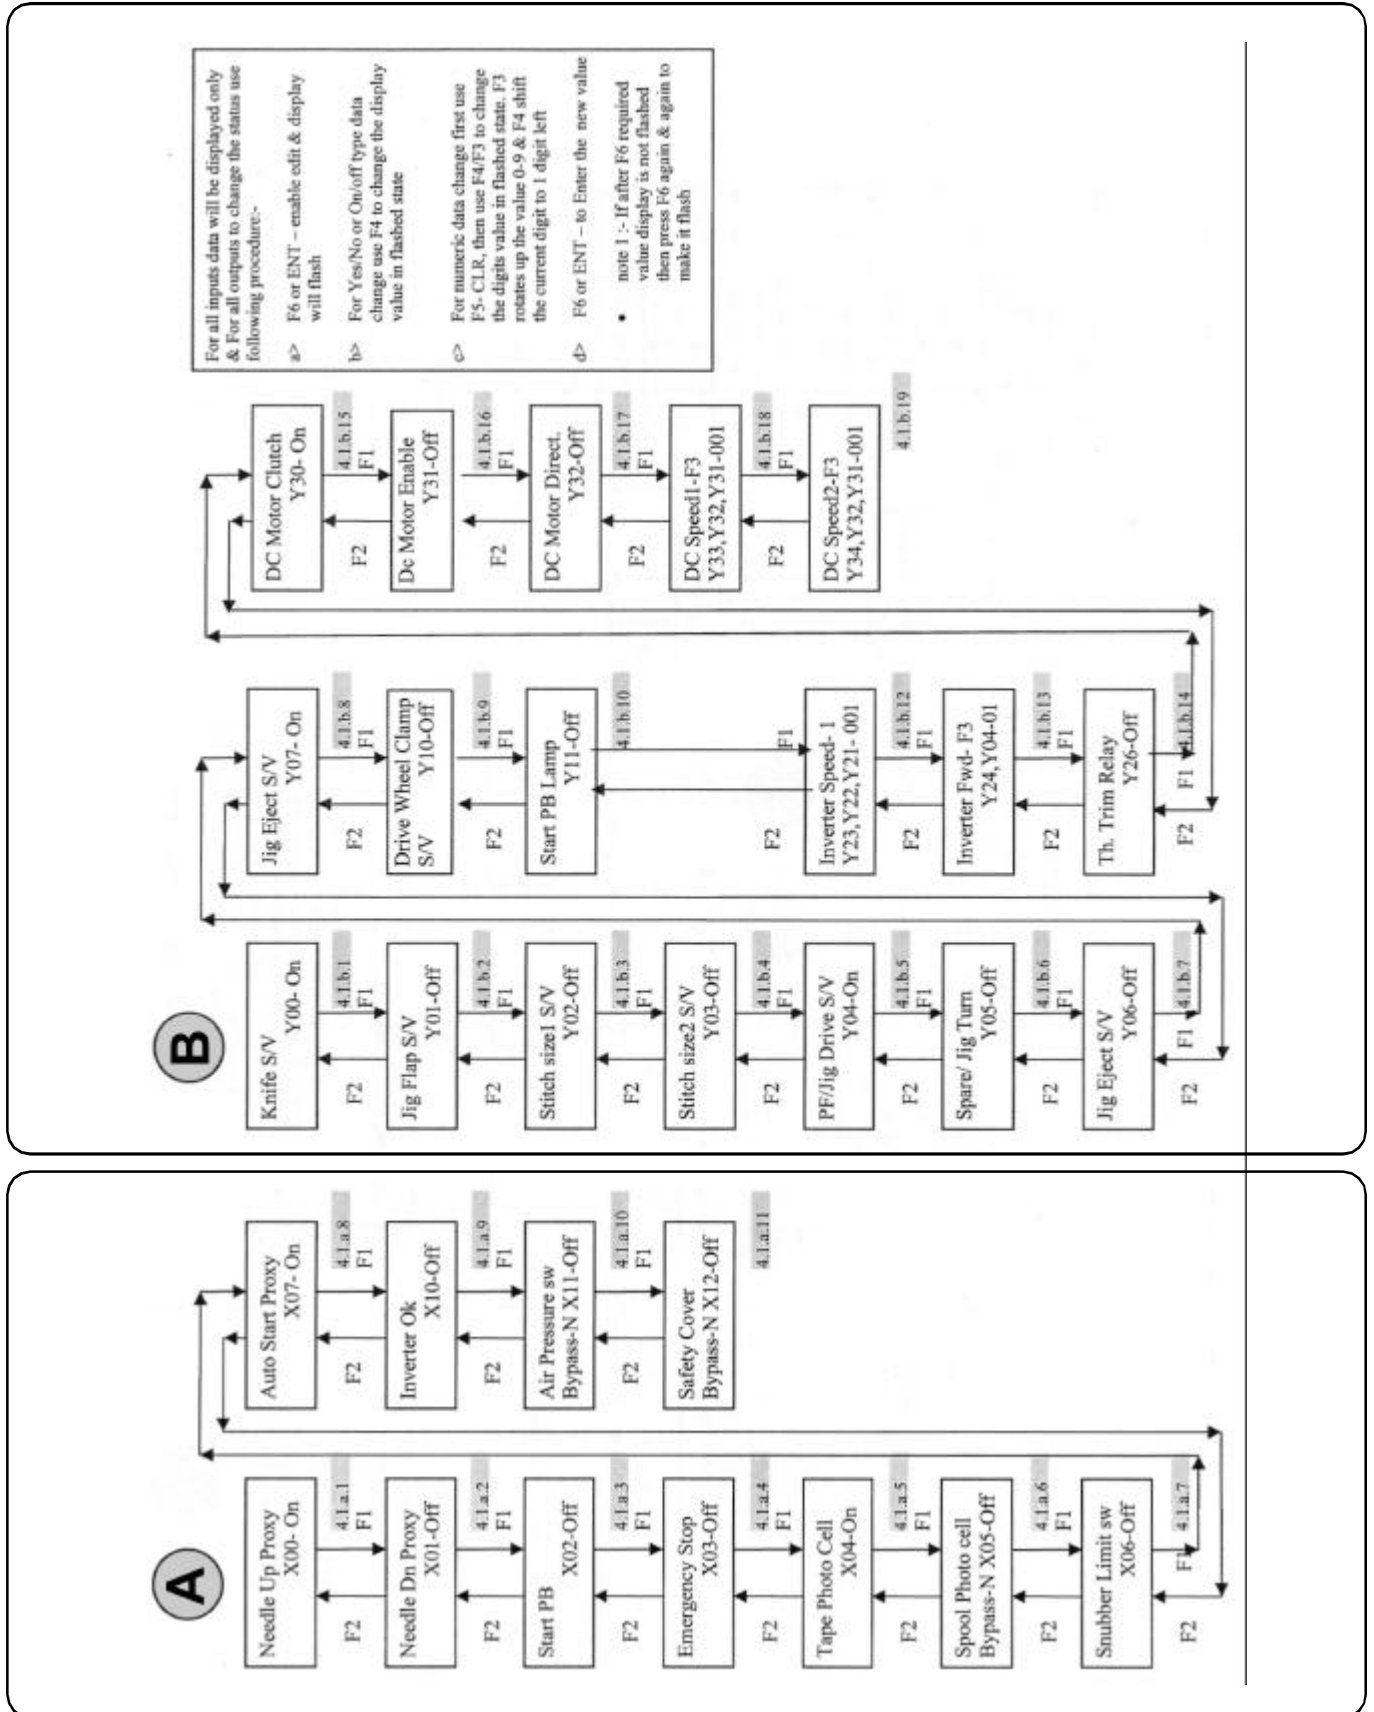 A
Needle Up Proxy
X00- On
4.1.a.1
F2
F1
Needle Dn Proxy
X01-Off
4.1.a.2
F2
F1
Start PB
X02-Off
4.1.a.3
F2
F1
Emergency Stop
X03-Off
4.1.a.4
F2
F1
Tape Photo Cell
X04-On
4.1.a.5
F2
F1
Spool Photo cell
Bypass-N X05-Off
4.1.a.6
F2
F1
Snubber Limit sw
X06-Off
4.1.a.7
F2
F1
Auto Start Proxy
X07- On
4.1.a.8
F2
F1
Inverter Ok
X10-Off
4.1.a.9
F2
F1
Air Pressure sw
Bypass-N X11-Off
4.1.a.10
F2
F1
Safety Cover
Bypass-N X12-Off
4.1.a.11
B
Knife S/V
Y00- On
4.1.b.1
F2
F1
Jig Flap S/V
Y01-Off
4.1.b.2
F2
F1
Stitch size1 S/V
Y02-Off
4.1.b.3
F2
F1
Stitch size2 S/V
Y03-Off
4.1.b.4
F2
F1
PF/Jig Drive S/V
Y04-On
4.1.b.5
F2
F1
Spare/ Jig Turn
Y05-Off
4.1.b.6
F2
F1
Jig Eject S/V
Y06-Off
4.1.b.7
F2
F1
Jig Eject S/V
Y07- On
4.1.b.8
F2
F1
Drive Wheel Clamp
S/V Y10-Off
4.1.b.9
F2
F1
Start PB Lamp
Y11-Off
4.1.b.10
F2
F1
Inverter Speed- 1
Y23,Y22,Y21- 001
4.1.b.12
F2
F1
Inverter Fwd- F3
Y24,Y04-01
4.1.b.13
F2
F1
Th. Trim Relay
Y26-Off
4.1.b.14
F2
F1
DC Motor Clutch
Y30- On
4.1.b.15
F2
F1
Dc Motor Enable
Y31-Off
4.1.b.16
F2
F1
DC Motor Direct.
Y32-Off
4.1.b.17
F2
F1
DC Speed1-F3
Y33,Y32,Y31-001
4.1.b.18
F2
F1
DC Speed2-F3
Y34,Y32,Y31-001
4.1.b.19
For all inputs data will be displayed only
& For all outputs to change the status use
following procedure:-
a> F6 or ENT – enable edit & display
will flash
b> For Yes/No or On/off type data
change use F4 to change the display
value in flashed state
c> For numeric data change first use
F5- CLR, then use F4/F3 to change
the digits value in flashed state. F3
rotates up the value 0-9 & F4 shift
the current digit to 1 digit left
d> F6 or ENT – to Enter the new value
• note 1 :- If after F6 required
value display is not flashed
then press F6 again & again to
make it flash